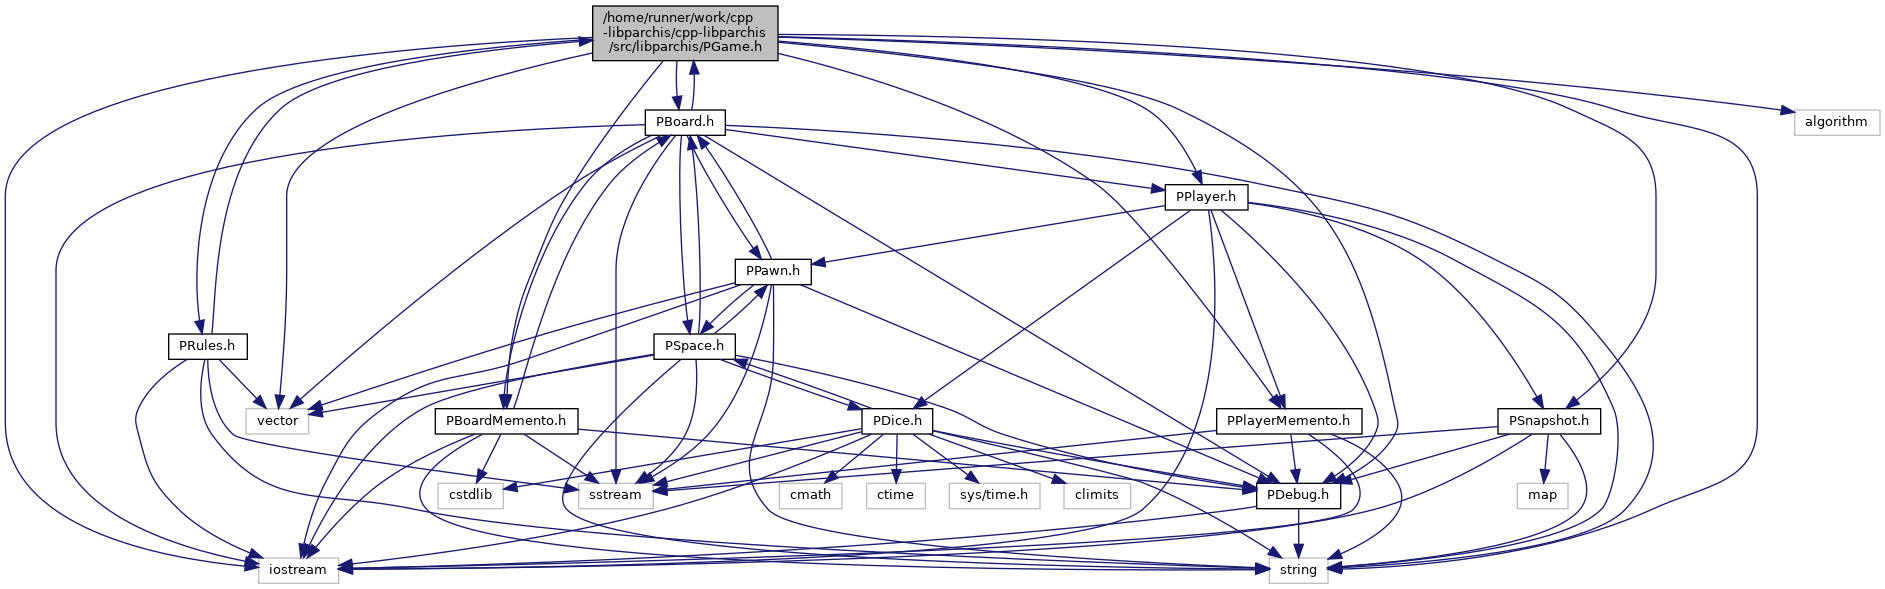 /home/runner/work/cpp
-libparchis/cpp-libparchis
/src/libparchis/PGame.h
PBoard.h
algorithm
PPlayer.h
PPawn.h
PRules.h
PSpace.h
vector
PBoardMemento.h
PDice.h
PPlayerMemento.h
PSnapshot.h
cstdlib
sstream
cmath
ctime
sys/time.h
climits
PDebug.h
map
iostream
string